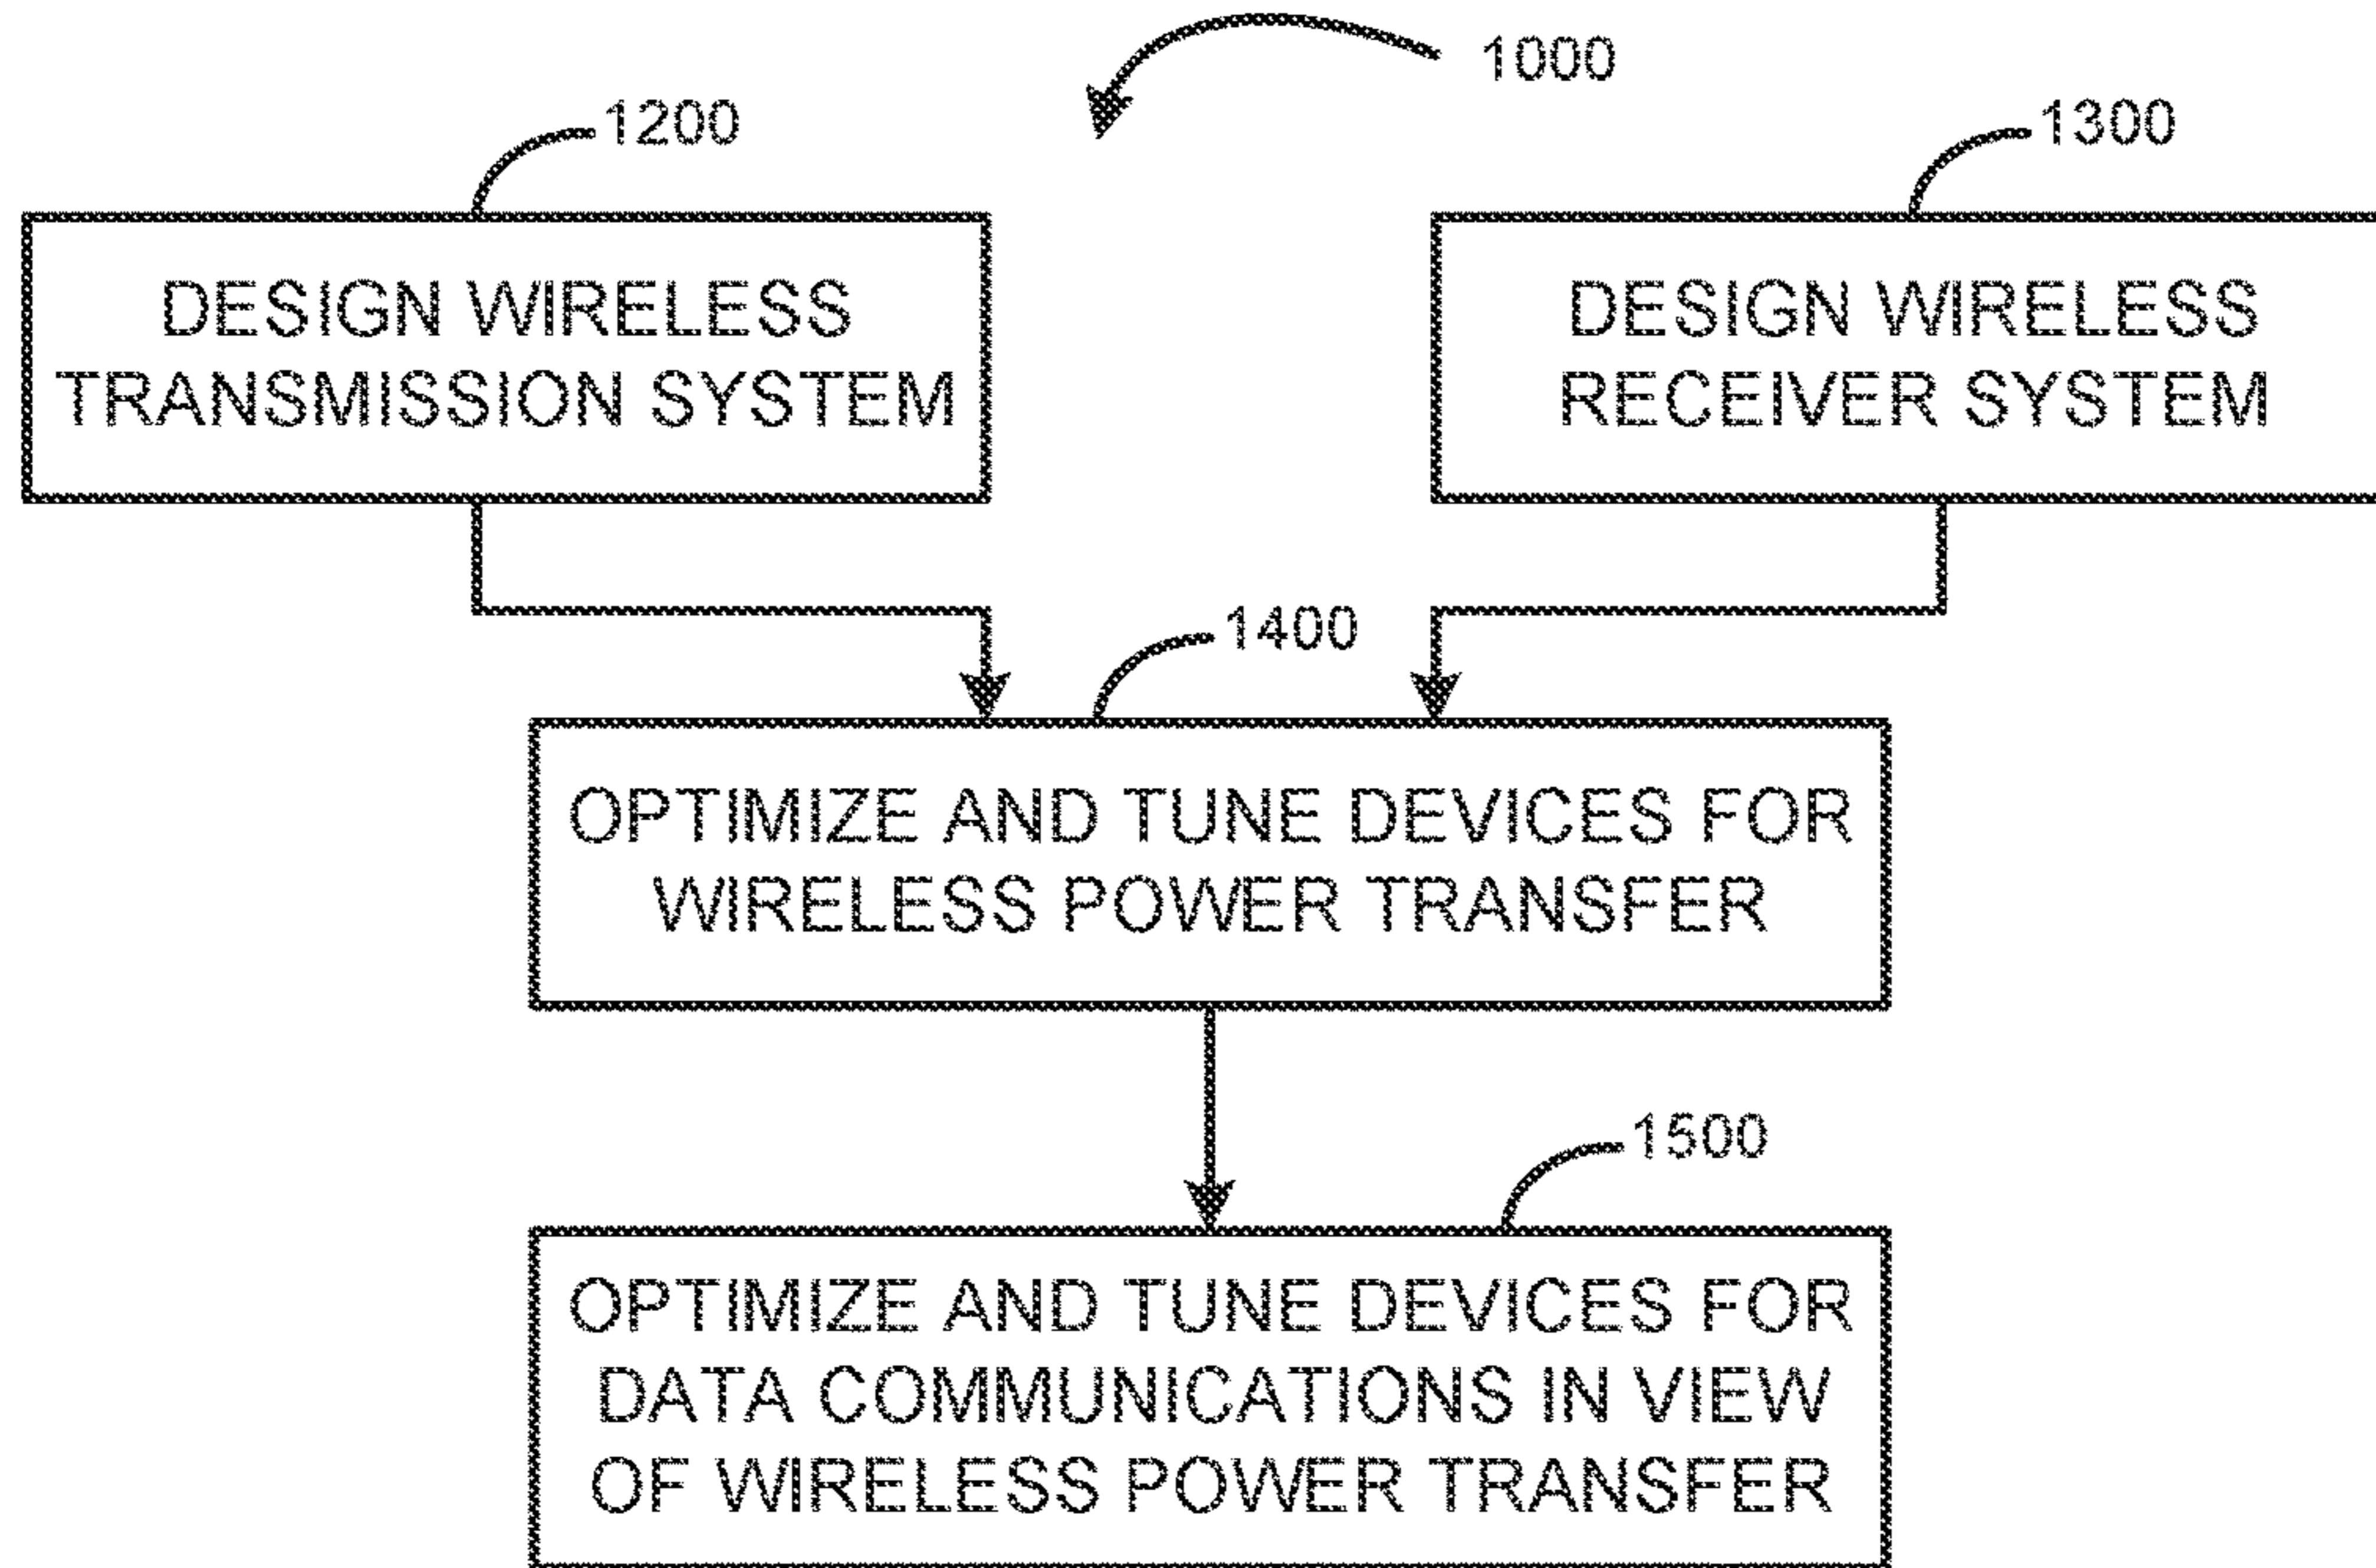 1000
1200
1300
DESIGN WIRELESS
TRANSMISSION SYSTEM
DESIGN WIRELESS
RECEIVER SYSTEM
1400
OPTIMIZE AND TUNE DEVICES FOR
WIRELESS POWER TRANSFER
1500
OPTIMIZE AND TUNE DEVICES FOR
DATA COMMUNICATIONS IN VIEW
OF WIRELESS POWER TRANSFER